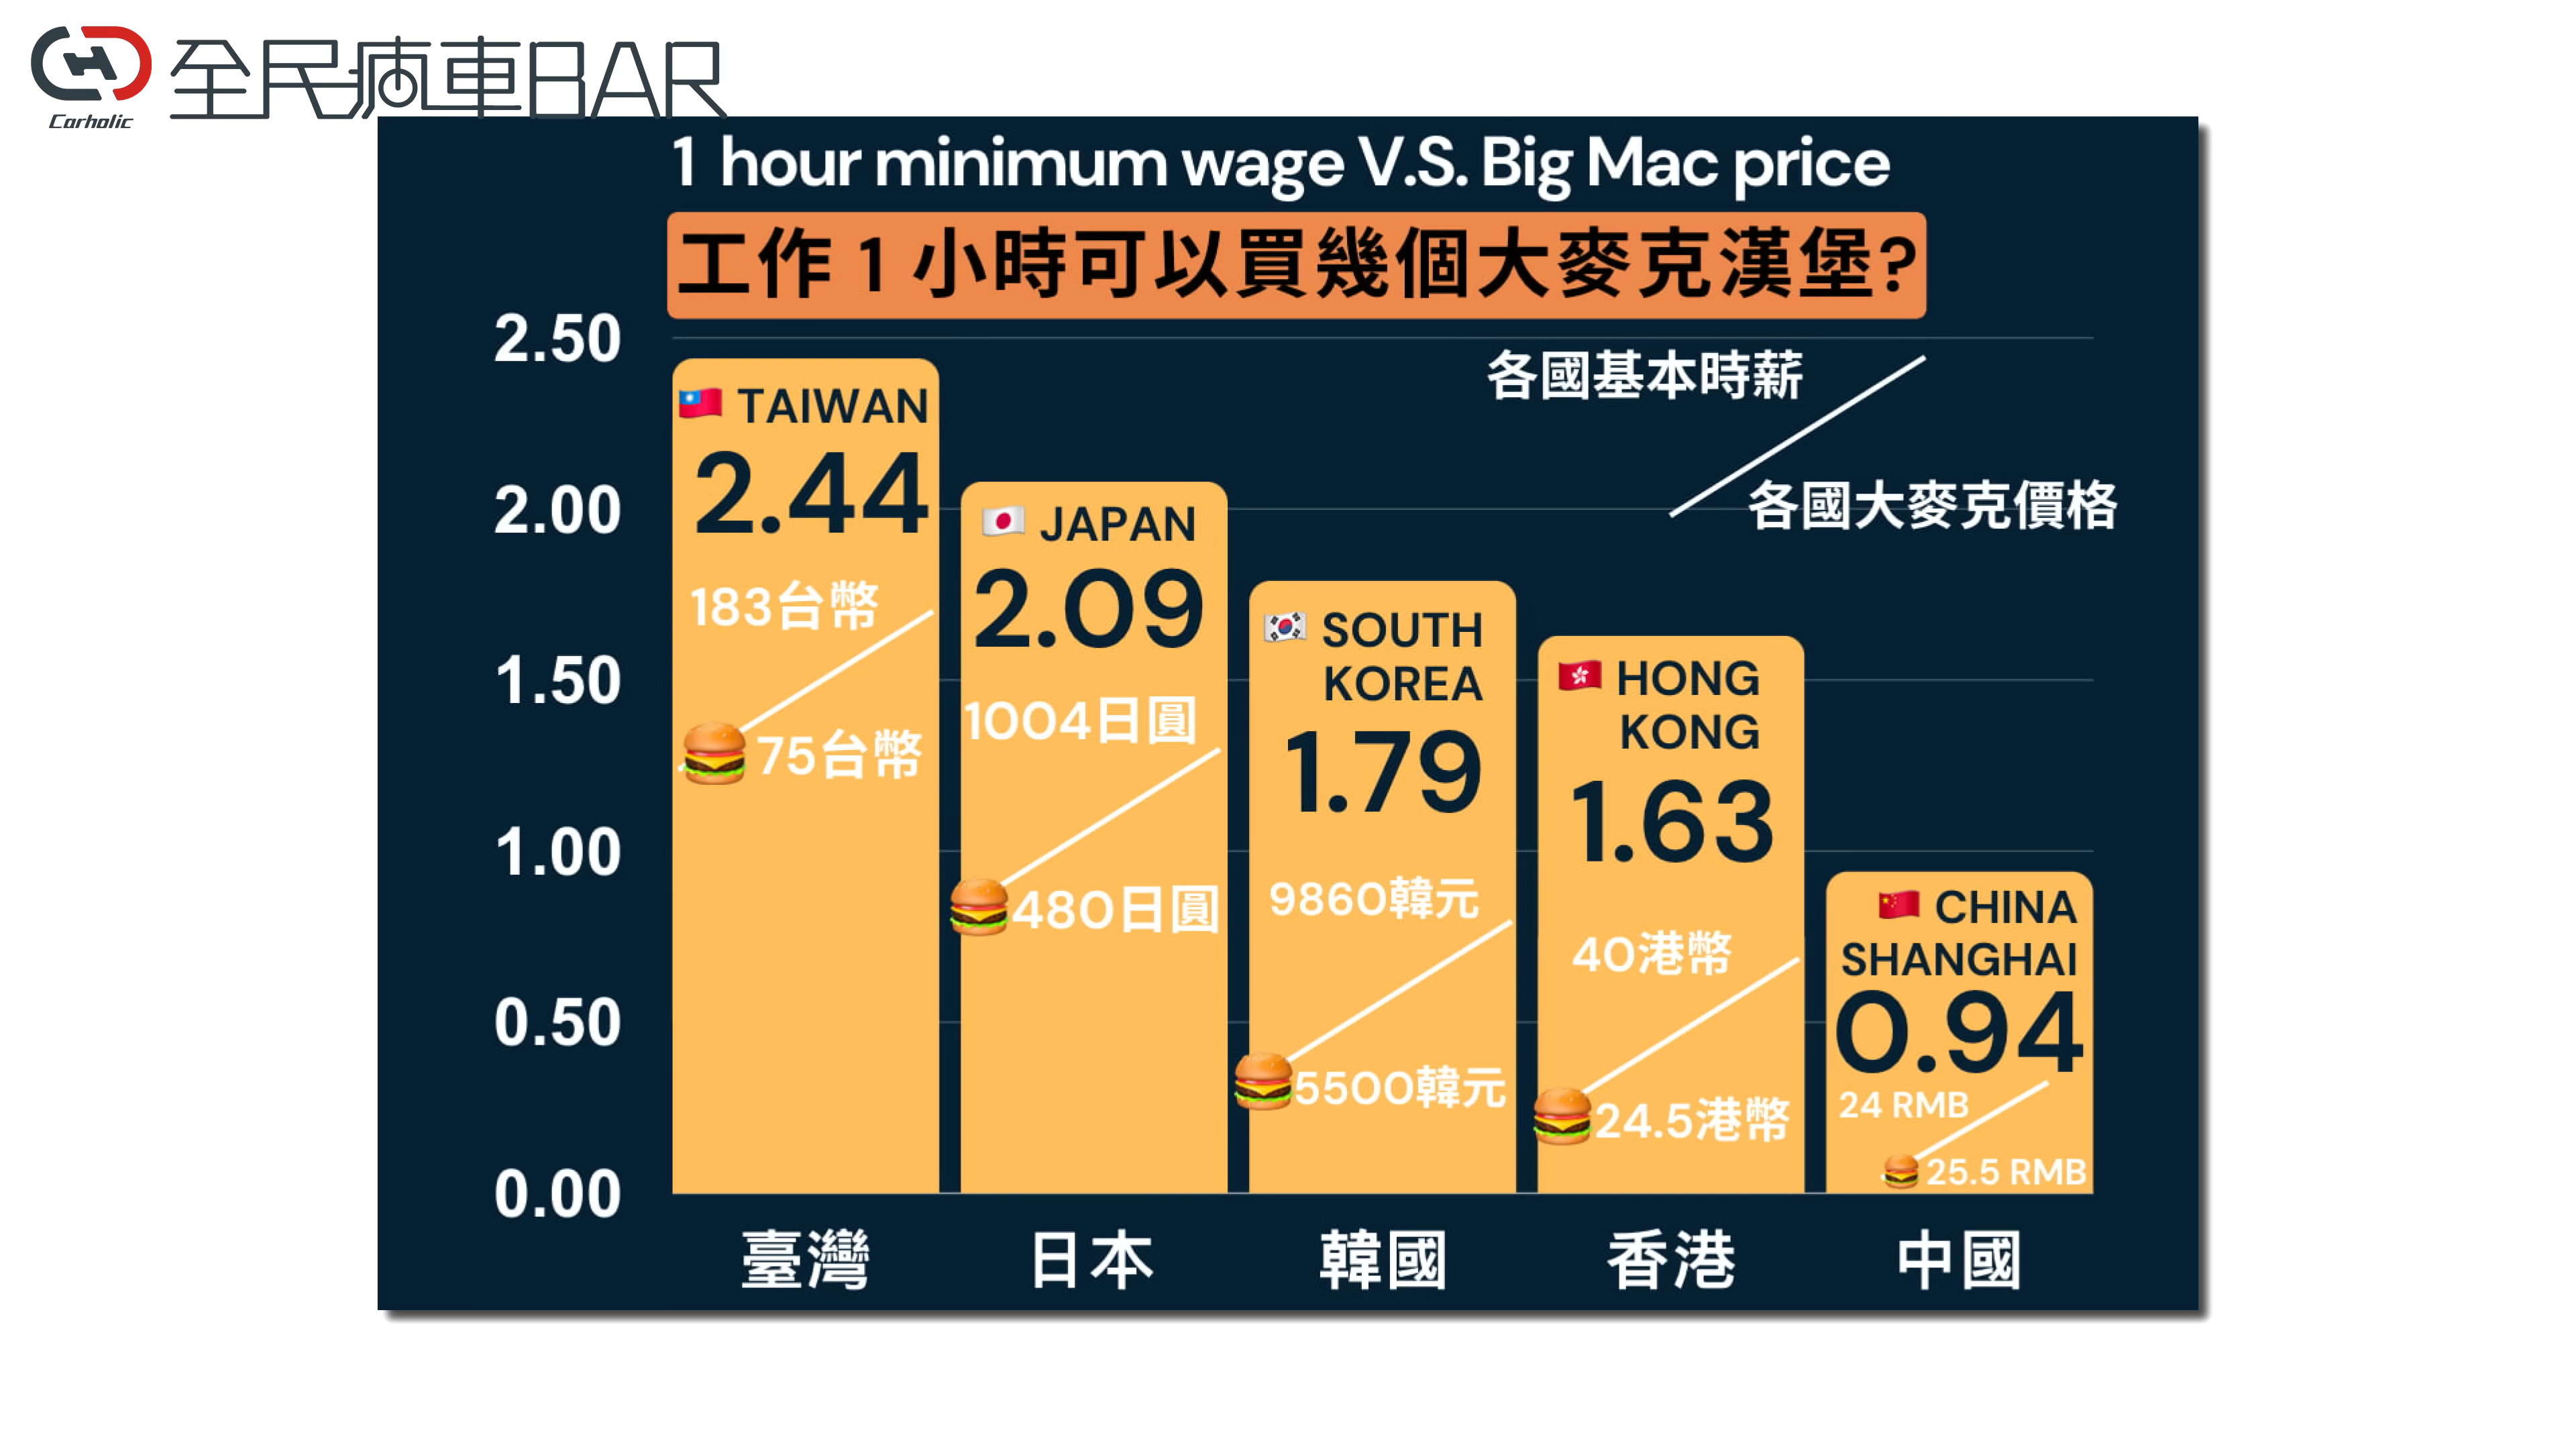 Carholic
全民瘋車BAR
1 hour minimum wage V.S. Big Mac price
工作 1 小時可以買幾個大麥克漢堡?
各國基本時薪
各國大麥克價格
2.50
2.00
1.50
1.00
0.50
0.00
TAIWAN
2.44
183台幣
75台幣
JAPAN
2.09
1004日圓
480日圓
SOUTH
KOREA
1.79
9860韓元
5500韓元
HONG
KONG
1.63
40港幣
24.5港幣
CHINA
SHANGHAI
0.94
24 RMB
25.5 RMB
臺灣 日本 韓國 香港 中國